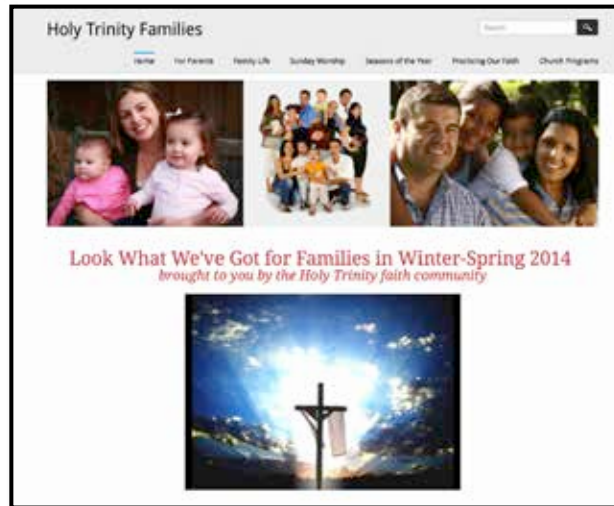 Holy Trinity Families
Search
Home For Parents Family Life Sunday Worship Seasons of the Year Practicing Our Faith Church Programs
Look What We've Got for Families in Winter-Spring 2014
brought to you by the Holy Trinity faith community